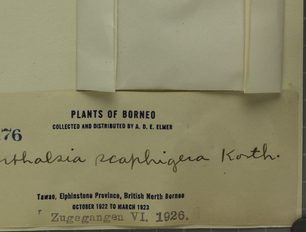 PLANTS OF BORNEO
COLLECTED AND DISTRIBUTED BY A. D. E. ELMER
76
rthalsia scaphigera Korth.
Tawao, Elphinstone Province, British North Borneo
OCTOBER 1922 TO MARCH 1923
Zugegangen VI. 1926.